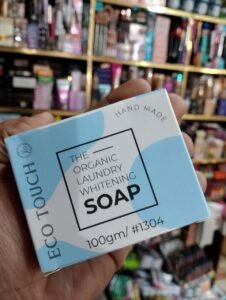 HAND MADE
ECO TOUCH
THE
ORGANIC
LAUNDRY
WHITENING
SOAP
100gm/ #1304